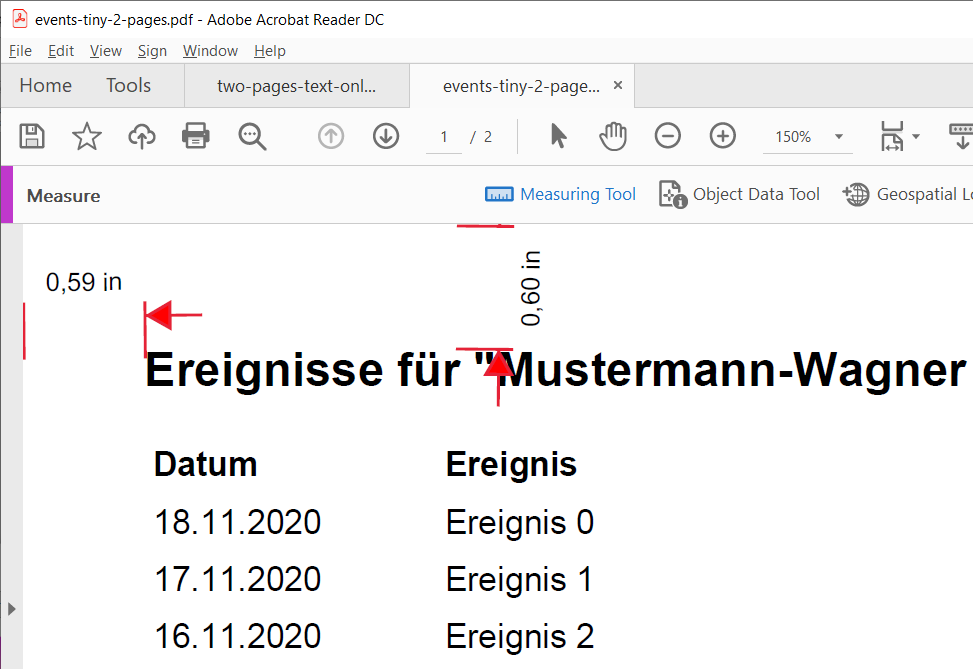 events-tiny-2-pages.pdf - Adobe Acrobat Reader DC
File Edit View Sign Window Help
Home Tools two-pages-text-onl... events-tiny-2-page... ×
1 / 2 150%
Measure Measuring Tool Object Data Tool Geospatial Lo
0,59 in
0,60 in
Ereignisse für "Mustermann-Wagner
Datum Ereignis
18.11.2020 Ereignis 0
17.11.2020 Ereignis 1
16.11.2020 Ereignis 2